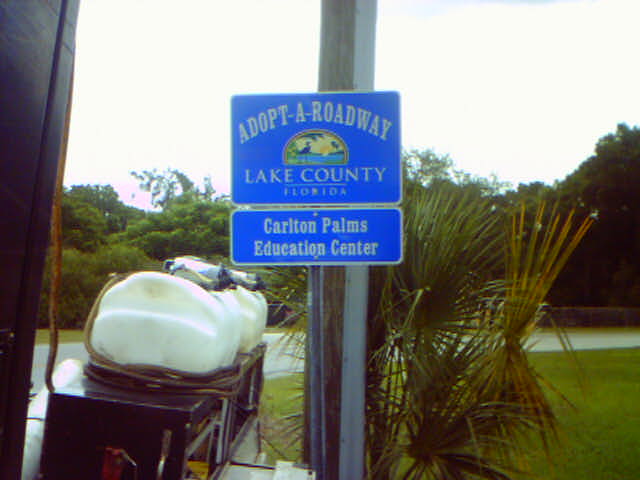 ADOPT-A-ROADWAY
LAKE COUNTY
FLORIDA
Carlton Palms
Education Center